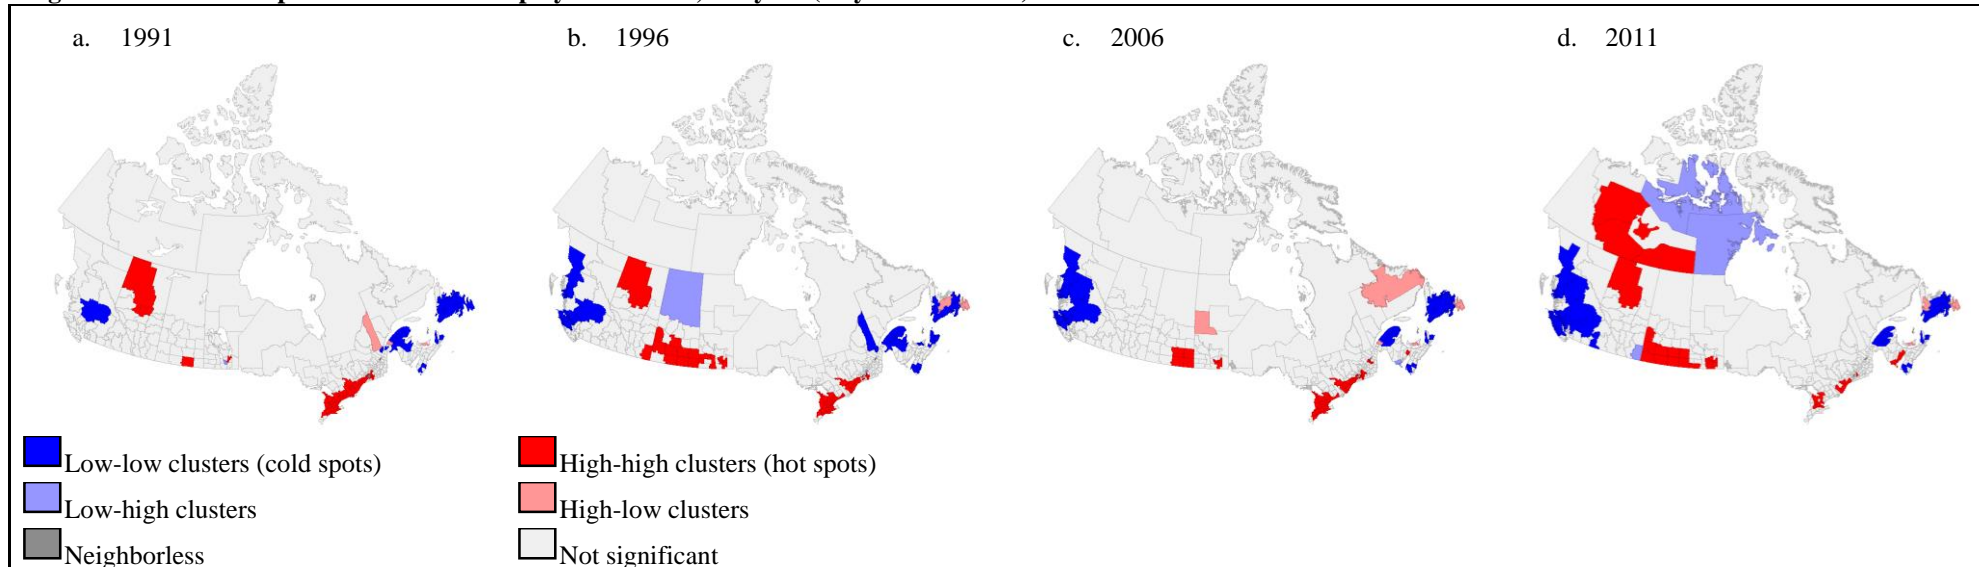 a. 1991
b. 1996
c. 2006
d. 2011
Low-low clusters (cold spots)
High-high clusters (hot spots)
Low-high clusters
High-low clusters
Neighborless
Not significant